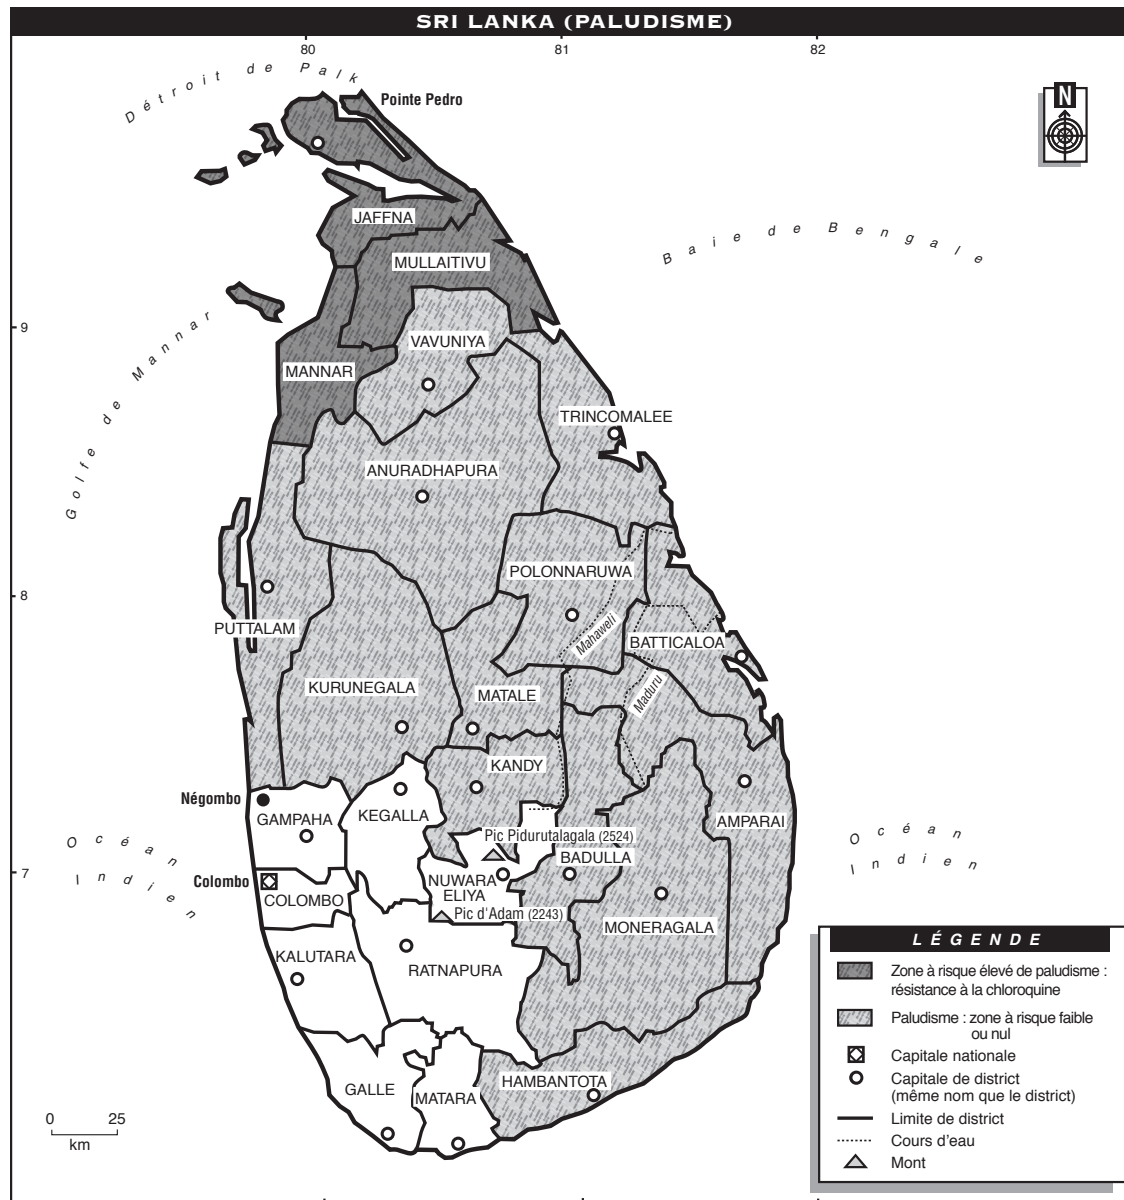 SRI LANKA (PALUDISME)
80
81
82
Détroit de Palk
Pointe Pedro
N
JAFFNA
Baie de Bengale
MULLAITIVU
9
Golfe de Mannar
VAVUNIYA
MANNAR
TRINCOMALEE
ANURADHAPURA
POLONNARUWA
8
PUTTALAM
Mahaweli
BATTICALOA
KURUNEGALA
MATALE
Maduru
KANDY
Négombo
GAMPAHA
KEGALLA
AMPARAI
Pic Pidurutalagala (2524)
Océan
Indien
Océan
Indien
BADULLA
7
Colombo
NUWARA
ELIYA
COLOMBO
Pic d'Adam (2243)
MONERAGALA
KALUTARA
RATNAPURA
HAMBANTOTA
GALLE
MATARA
0 25
km
LÉGENDE
Zone à risque élevé de paludisme :
résistance à la chloroquine
Paludisme : zone à risque faible
ou nul
Capitale nationale
Capitale de district
(même nom que le district)
Limite de district
Cours d'eau
Mont